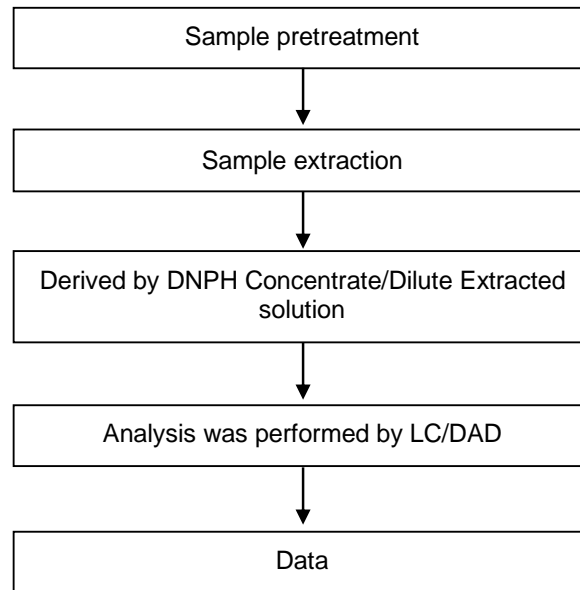 Sample pretreatment
Sample extraction
Derived by DNPH Concentrate/Dilute Extracted
solution
Analysis was performed by LC/DAD
Data